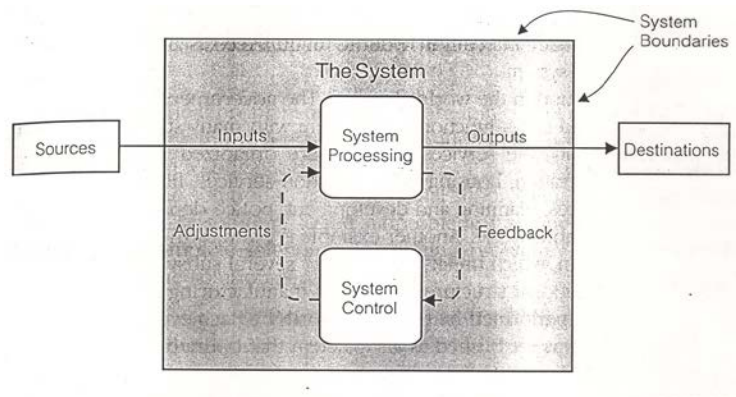 System
Boundaries
The System
Sources
Inputs
System
Processing
Outputs
Destinations
Adjustments
Feedback
System
Control